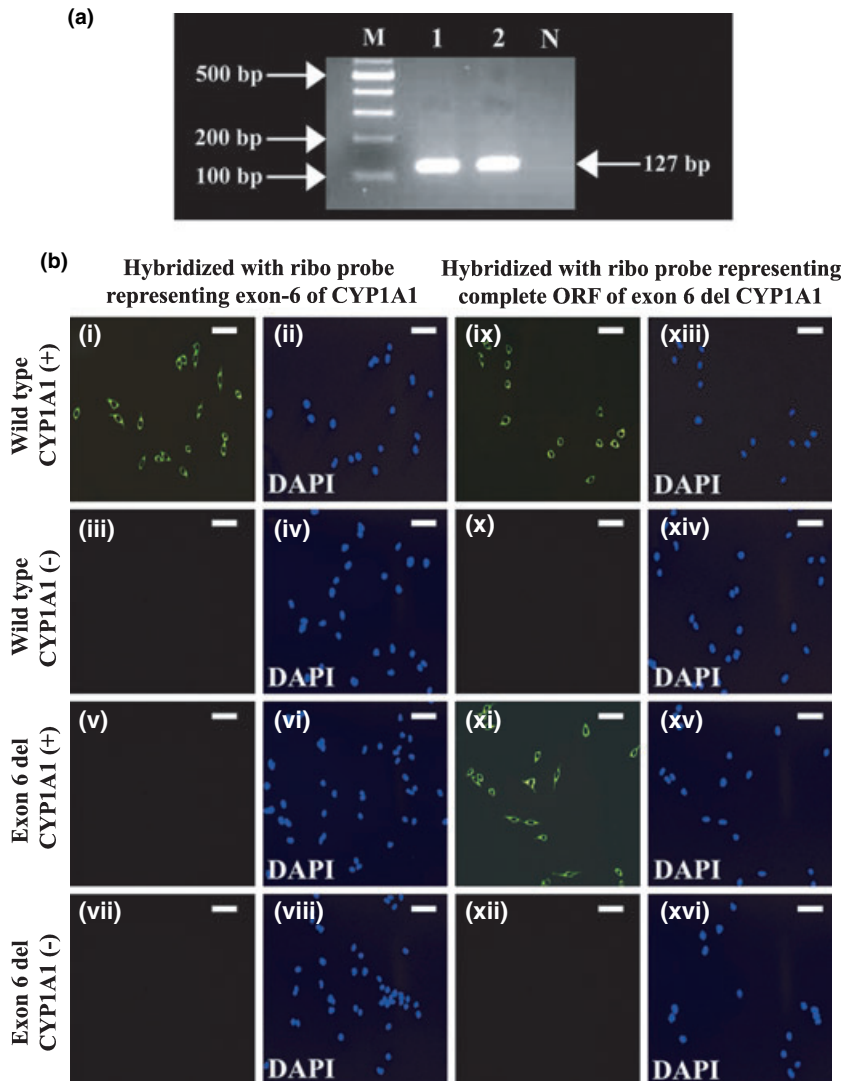 (a)
M 1 2 N
500 bp
200 bp
100 bp
127 bp
(b)
Hybridized with ribo probe
representing exon-6 of CYP1A1
Hybridized with ribo probe representing
complete ORF of exon 6 del CYP1A1
Wild type
CYP1A1 (+)
(i)
(ii)
DAPI
(ix)
(xiii)
DAPI
Wild type
CYP1A1 (-)
(iii)
(iv)
DAPI
(x)
(xiv)
DAPI
Exon 6 del
CYP1A1 (+)
(v)
(vi)
DAPI
(xi)
(xv)
DAPI
Exon 6 del
CYP1A1 (-)
(vii)
(viii)
DAPI
(xii)
(xvi)
DAPI